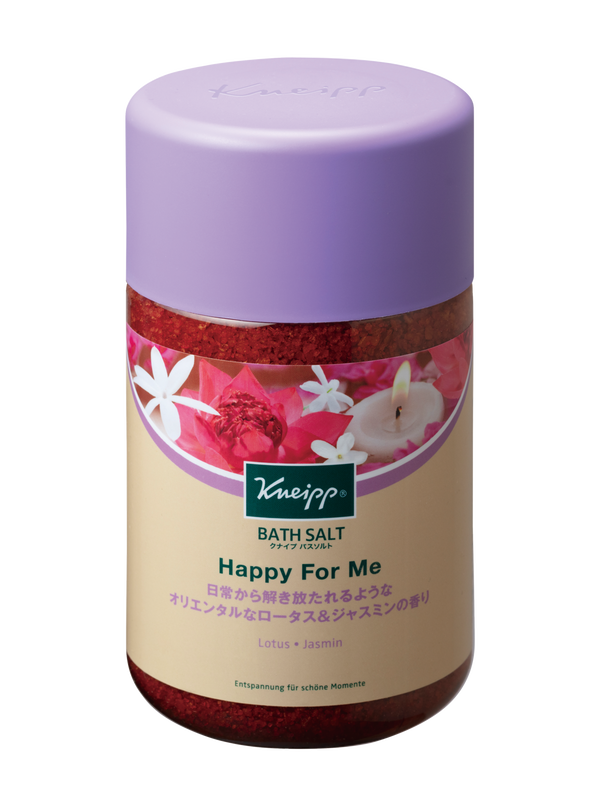 Kneipp
Kneipp®
BATH SALT
クナイプ バスソルト
Happy For Me
日常から解き放たれるような
オリエンタルなロータス&ジャスミンの香り
Lotus • Jasmin
Entspannung für schöne Momente